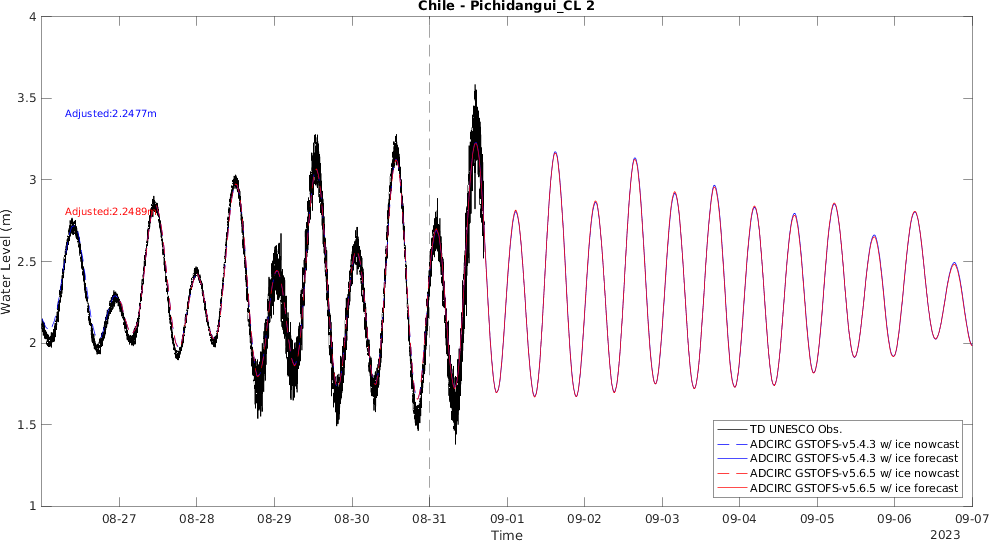 Chile - Pichidangui_CL 2
4
3.5
3
2.5
2
1.5
1
Water Level (m)
Adjusted:2.2477m
Adjusted:2.2489m
TD UNESCO Obs.
ADCIRC GSTOFS-v5.4.3 w/ ice nowcast
ADCIRC GSTOFS-v5.4.3 w/ ice forecast
ADCIRC GSTOFS-v5.6.5 w/ ice nowcast
ADCIRC GSTOFS-v5.6.5 w/ ice forecast
08-27 08-28 08-29 08-30 08-31 09-01 09-02 09-03 09-04 09-05 09-06 09-07
Time
2023